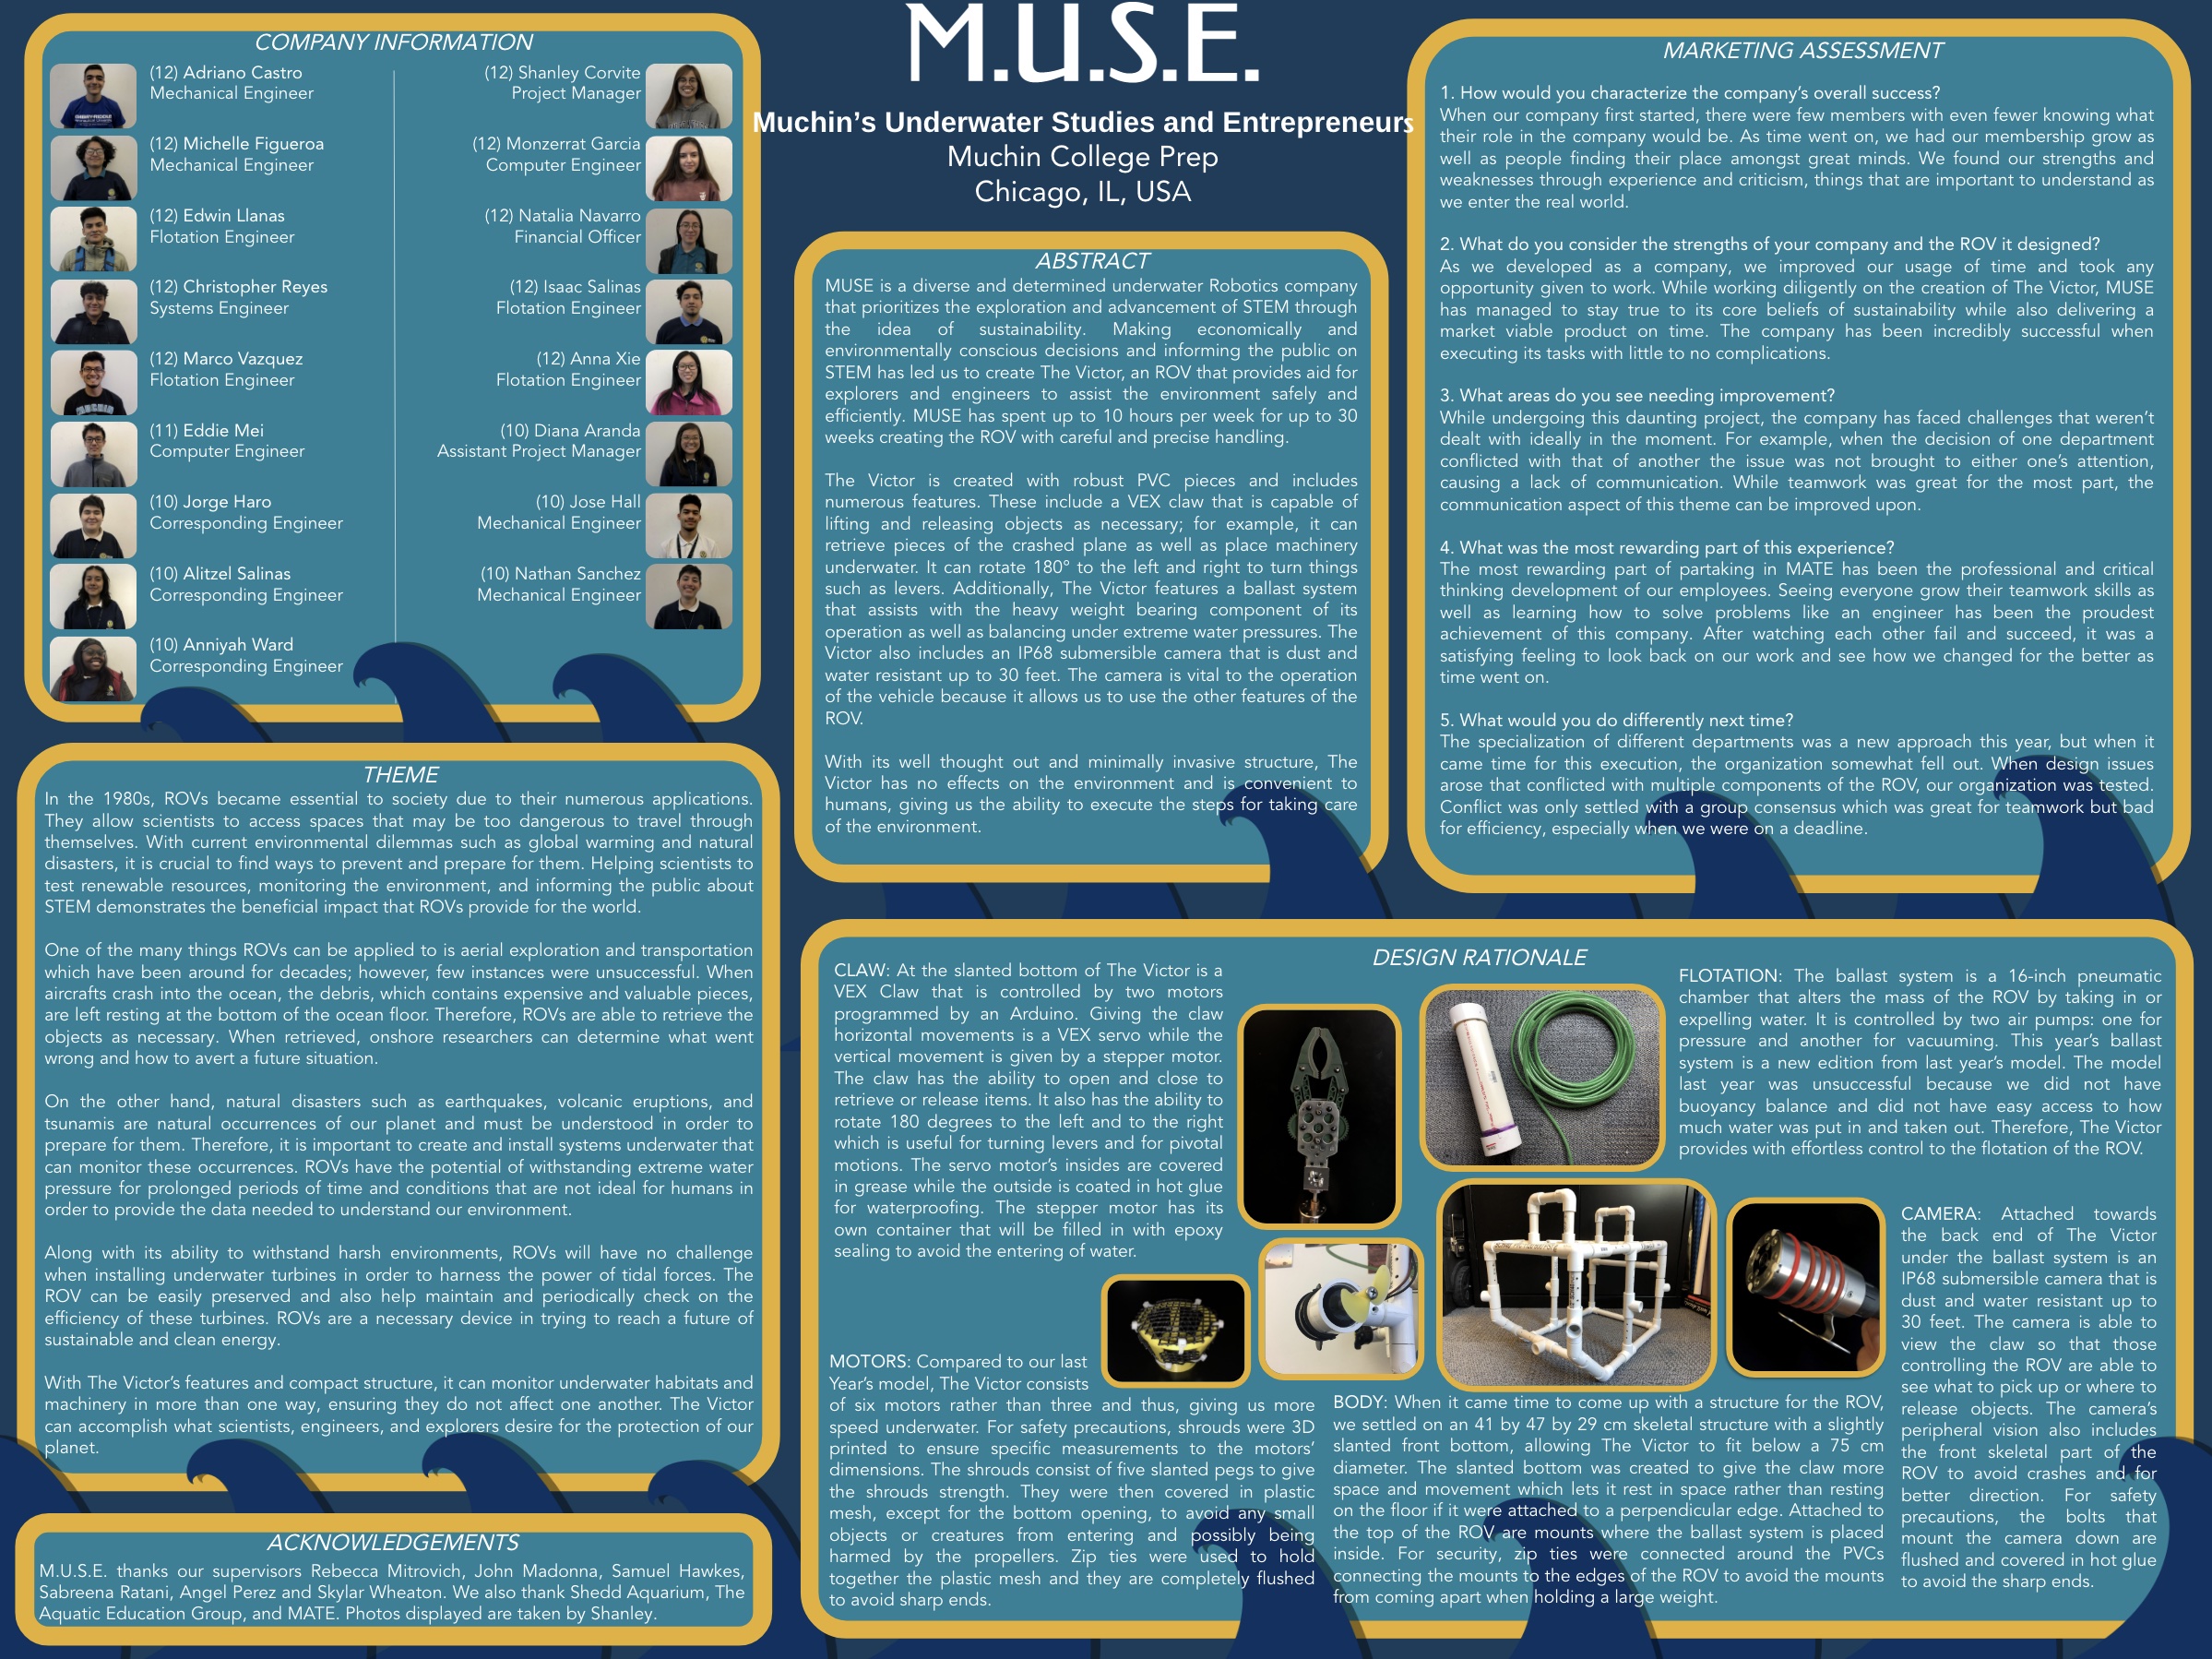 M.U.S.E.
Muchin's Underwater Studies and Entrepreneurs
Muchin College Prep
Chicago, IL, USA
COMPANY INFORMATION
(12) Adriano Castro
Mechanical Engineer
(12) Michelle Figueroa
Mechanical Engineer
(12) Edwin Llanas
Flotation Engineer
(12) Christopher Reyes
Systems Engineer
(12) Marco Vazquez
Flotation Engineer
(11) Eddie Mei
Computer Engineer
(10) Jorge Haro
Corresponding Engineer
(10) Alitzel Salinas
Corresponding Engineer
(10) Anniyah Ward
Corresponding Engineer
(12) Shanley Corvite
Project Manager
(12) Monzerrat Garcia
Computer Engineer
(12) Natalia Navarro
Financial Officer
(12) Isaac Salinas
Flotation Engineer
(12) Anna Xie
Flotation Engineer
(10) Diana Aranda
Assistant Project Manager
(10) Jose Hall
Mechanical Engineer
(10) Nathan Sanchez
Mechanical Engineer
THEME
In the 1980s, ROVs became essential to society due to their numerous applications.
They allow scientists to access spaces that may be too dangerous to travel through
themselves. With current environmental dilemmas such as global warming and natural
disasters, it is crucial to find ways to prevent and prepare for them. Helping scientists to
test renewable resources, monitoring the environment, and informing the public about
STEM demonstrates the beneficial impact that ROVs provide for the world.
One of the many things ROVs can be applied to is aerial exploration and transportation
which have been around for decades; however, few instances were unsuccessful. When
aircrafts crash into the ocean, the debris, which contains expensive and valuable pieces,
are left resting at the bottom of the ocean floor. Therefore, ROVs are able to retrieve the
objects as necessary. When retrieved, onshore researchers can determine what went
wrong and how to avert a future situation.
On the other hand, natural disasters such as earthquakes, volcanic eruptions, and
tsunamis are natural occurrences of our planet and must be understood in order to
prepare for them. Therefore, it is important to create and install systems underwater that
can monitor these occurrences. ROVs have the potential of withstanding extreme water
pressure for prolonged periods of time and conditions that are not ideal for humans in
order to provide the data needed to understand our environment.
Along with its ability to withstand harsh environments, ROVs will have no challenge
when installing underwater turbines in order to harness the power of tidal forces. The
ROV can be easily preserved and also help maintain and periodically check on the
efficiency of these turbines. ROVs are a necessary device in trying to reach a future of
sustainable and clean energy.
With The Victor's features and compact structure, it can monitor underwater habitats and
machinery in more than one way, ensuring they do not affect one another. The Victor
can accomplish what scientists, engineers, and explorers desire for the protection of our
planet.
ACKNOWLEDGEMENTS
M.U.S.E. thanks our supervisors Rebecca Mitrovich, John Madonna, Samuel Hawkes,
Sabreena Ratani, Angel Perez and Skylar Wheaton. We also thank Shedd Aquarium, The
Aquatic Education Group, and MATE. Photos displayed are taken by Shanley.
ABSTRACT
MUSE is a diverse and determined underwater Robotics company
that prioritizes the exploration and advancement of STEM through
the idea of sustainability. Making economically and
environmentally conscious decisions and informing the public on
STEM has led us to create The Victor, an ROV that provides aid for
explorers and engineers to assist the environment safely and
efficiently. MUSE has spent up to 10 hours per week for up to 30
weeks creating the ROV with careful and precise handling.
The Victor is created with robust PVC pieces and includes
numerous features. These include a VEX claw that is capable of
lifting and releasing objects as necessary; for example, it can
retrieve pieces of the crashed plane as well as place machinery
underwater. It can rotate 180° to the left and right to turn things
such as levers. Additionally, The Victor features a ballast system
that assists with the heavy weight bearing component of its
operation as well as balancing under extreme water pressures. The
Victor also includes an IP68 submersible camera that is dust and
water resistant up to 30 feet. The camera is vital to the operation
of the vehicle because it allows us to use the other features of the
ROV.
With its well thought out and minimally invasive structure, The
Victor has no effects on the environment and is convenient to
humans, giving us the ability to execute the steps for taking care
of the environment.
MARKETING ASSESSMENT
1. How would you characterize the company's overall success?
When our company first started, there were few members with even fewer knowing what
their role in the company would be. As time went on, we had our membership grow as
well as people finding their place amongst great minds. We found our strengths and
weaknesses through experience and criticism, things that are important to understand as
we enter the real world.
2. What do you consider the strengths of your company and the ROV it designed?
As we developed as a company, we improved our usage of time and took any
opportunity given to work. While working diligently on the creation of The Victor, MUSE
has managed to stay true to its core beliefs of sustainability while also delivering a
market viable product on time. The company has been incredibly successful when
executing its tasks with little to no complications.
3. What areas do you see needing improvement?
While undergoing this daunting project, the company has faced challenges that weren't
dealt with ideally in the moment. For example, when the decision of one department
conflicted with that of another the issue was not brought to either one's attention,
causing a lack of communication. While teamwork was great for the most part, the
communication aspect of this theme can be improved upon.
4. What was the most rewarding part of this experience?
The most rewarding part of partaking in MATE has been the professional and critical
thinking development of our employees. Seeing everyone grow their teamwork skills as
well as learning how to solve problems like an engineer has been the proudest
achievement of this company. After watching each other fail and succeed, it was a
satisfying feeling to look back on our work and see how we changed for the better as
time went on.
5. What would you do differently next time?
The specialization of different departments was a new approach this year, but when it
came time for this execution, the organization somewhat fell out. When design issues
arose that conflicted with multiple components of the ROV, our organization was tested.
Conflict was only settled with a group consensus which was great for teamwork but bad
for efficiency, especially when we were on a deadline.
DESIGN RATIONALE
CLAW: At the slanted bottom of The Victor is a
VEX Claw that is controlled by two motors
programmed by an Arduino. Giving the claw
horizontal movements is a VEX servo while the
vertical movement is given by a stepper motor.
The claw has the ability to open and close to
retrieve or release items. It also has the ability to
rotate 180 degrees to the left and to the right
which is useful for turning levers and for pivotal
motions. The servo motor's insides are covered
in grease while the outside is coated in hot glue
for waterproofing. The stepper motor has its
own container that will be filled in with epoxy
sealing to avoid the entering of water.
MOTORS: Compared to our last
Year's model, The Victor consists
of six motors rather than three and thus, giving us more
speed underwater. For safety precautions, shrouds were 3D
printed to ensure specific measurements to the motors'
dimensions. The shrouds consist of five slanted pegs to give
the shrouds strength. They were then covered in plastic
mesh, except for the bottom opening, to avoid any small
objects or creatures from entering and possibly being
harmed by the propellers. Zip ties were used to hold
together the plastic mesh and they are completely flushed
to avoid sharp ends.
BODY: When it came time to come up with a structure for the ROV,
we settled on an 41 by 47 by 29 cm skeletal structure with a slightly
slanted front bottom, allowing The Victor to fit below a 75 cm
diameter. The slanted bottom was created to give the claw more
space and movement which lets it rest in space rather than resting
on the floor if it were attached to a perpendicular edge. Attached to
the top of the ROV are mounts where the ballast system is placed
inside. For security, zip ties were connected around the PVCs
connecting the mounts to the edges of the ROV to avoid the mounts
from coming apart when holding a large weight.
FLOTATION: The ballast system is a 16-inch pneumatic
chamber that alters the mass of the ROV by taking in or
expelling water. It is controlled by two air pumps: one for
pressure and another for vacuuming. This year's ballast
system is a new edition from last year's model. The model
last year was unsuccessful because we did not have
buoyancy balance and did not have easy access to how
much water was put in and taken out. Therefore, The Victor
provides with effortless control to the flotation of the ROV.
CAMERA: Attached towards
the back end of The Victor
under the ballast system is an
IP68 submersible camera that is
dust and water resistant up to
30 feet. The camera is able to
view the claw so that those
controlling the ROV are able to
see what to pick up or where to
release objects. The camera's
peripheral vision also includes
the front skeletal part of the
ROV to avoid crashes and for
better direction. For safety
precautions, the bolts that
mount the camera down are
flushed and covered in hot glue
to avoid the sharp ends.